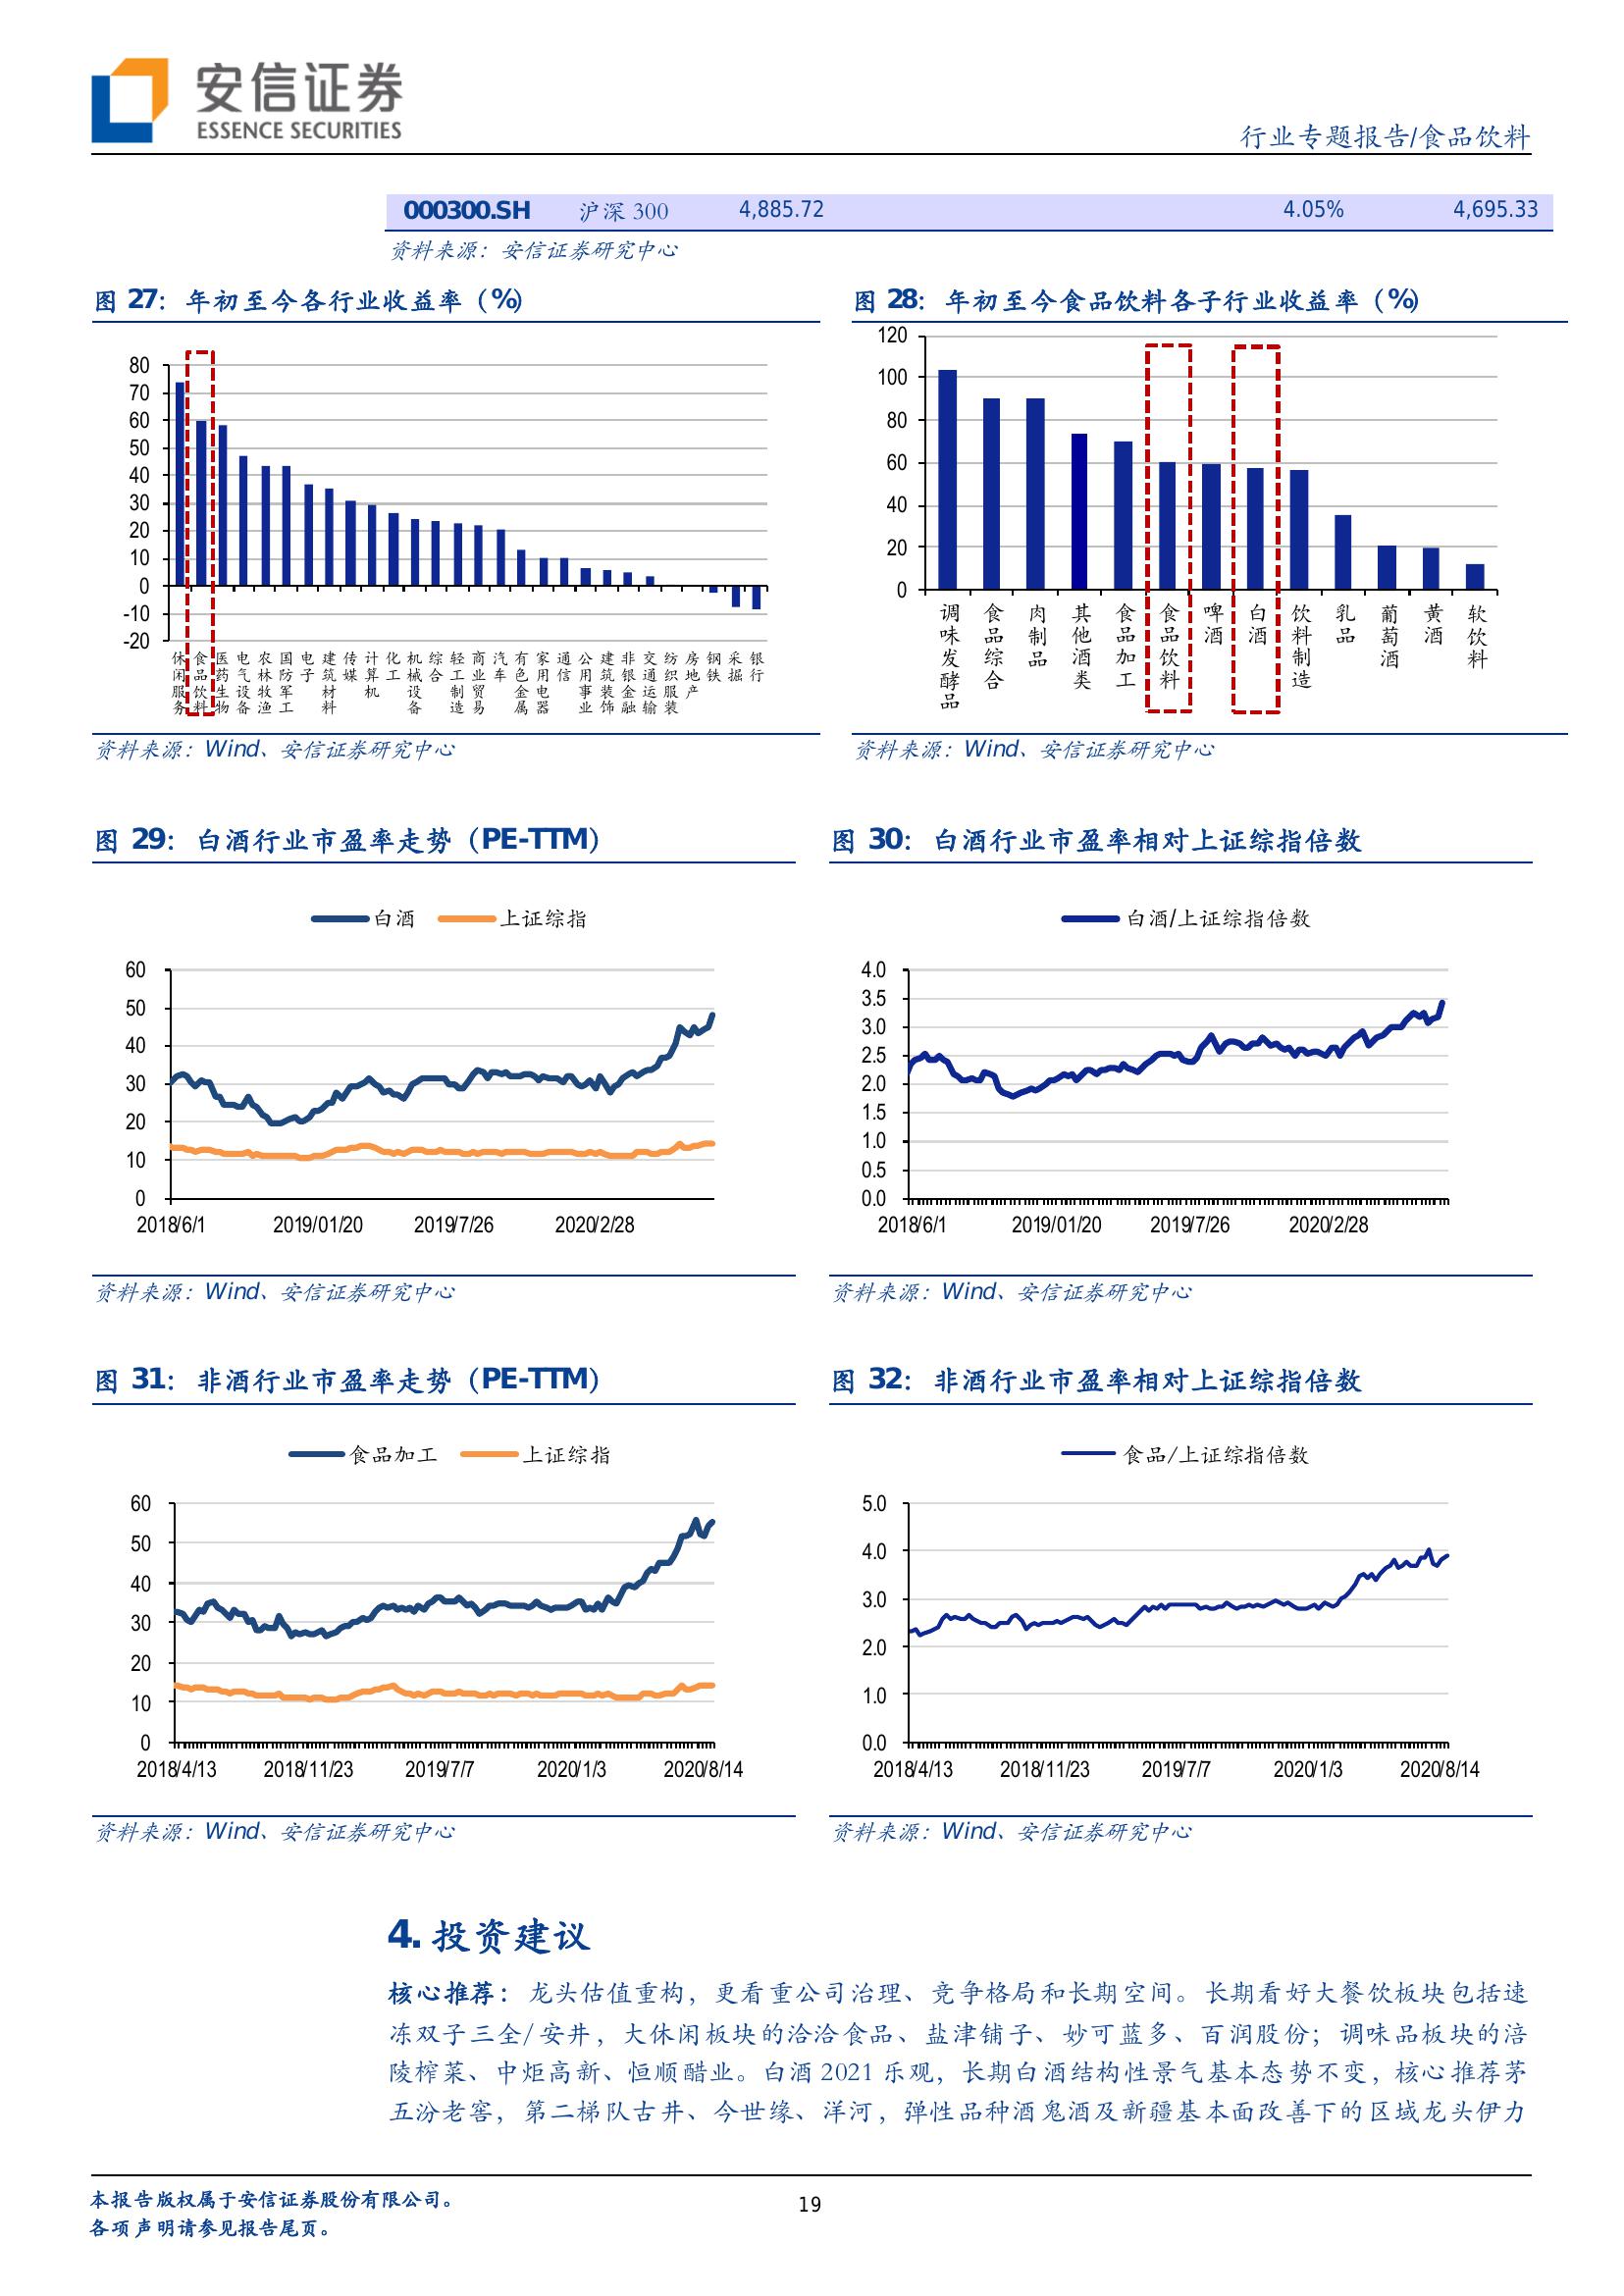 安信证券
ESSENCE SECURITIES
行业专题报告/食品饮料
000300.SH 沪深 300 4,885.72 4.05% 4,695.33
资料来源：安信证券研究中心
图 27：年初至今各行业收益率（%）
80
70
60
50
40
30
20
10
0
-10
-20
休闲服务 食品饮料 医药生物 电气设备 农林牧渔 国防军工 电子 建筑材料 传媒 计算机 化工 机械设备 综合 轻工制造 商业贸易 汽车 有色金属 家用电器 通信 公用事业 建筑装饰 非银金融 交通运输 纺织服装 房地产 钢铁 采掘 银行
资料来源：Wind、安信证券研究中心
图 28：年初至今食品饮料各子行业收益率（%）
120
100
80
60
40
20
0
调味发酵品 食品综合 肉制品 其他酒类 食品加工 食品饮料 啤酒 白酒 饮料制造 乳品 葡萄酒 黄酒 软饮料
资料来源：Wind、安信证券研究中心
图 29：白酒行业市盈率走势（PE-TTM）
白酒 上证综指
60
50
40
30
20
10
0
2018/6/1 2019/01/20 2019/7/26 2020/2/28
资料来源：Wind、安信证券研究中心
图 30：白酒行业市盈率相对上证综指倍数
白酒/上证综指倍数
4.0
3.5
3.0
2.5
2.0
1.5
1.0
0.5
0.0
2018/6/1 2019/01/20 2019/7/26 2020/2/28
资料来源：Wind、安信证券研究中心
图 31：非酒行业市盈率走势（PE-TTM）
食品加工 上证综指
60
50
40
30
20
10
0
2018/4/13 2018/11/23 2019/7/7 2020/1/3 2020/8/14
资料来源：Wind、安信证券研究中心
图 32：非酒行业市盈率相对上证综指倍数
食品/上证综指倍数
5.0
4.0
3.0
2.0
1.0
0.0
2018/4/13 2018/11/23 2019/7/7 2020/1/3 2020/8/14
资料来源：Wind、安信证券研究中心
4. 投资建议
核心推荐：龙头估值重构，更看重公司治理、竞争格局和长期空间。长期看好大餐饮板块包括速
冻双子三全/安井，大休闲板块的洽洽食品、盐津铺子、妙可蓝多、百润股份；调味品板块的涪
陵榨菜、中炬高新、恒顺醋业。白酒 2021 乐观，长期白酒结构性景气基本态势不变，核心推荐茅
五汾老窖，第二梯队古井、今世缘、洋河，弹性品种酒鬼酒及新疆基本面改善下的区域龙头伊力
本报告版权属于安信证券股份有限公司。
各项声明请参见报告尾页。
19